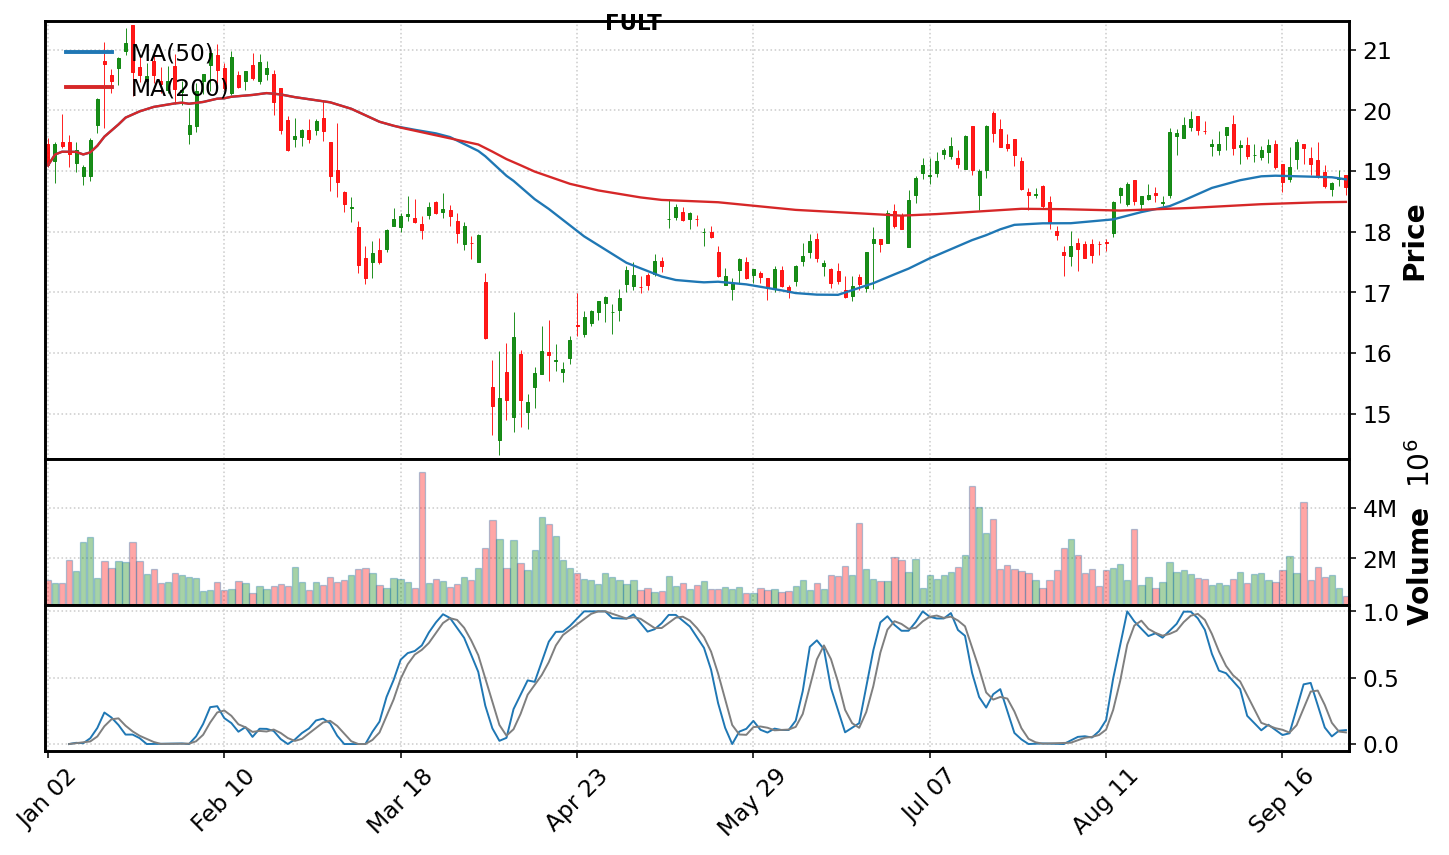 FULT
MA(50)
MA(200)
21
20
19
18
17
16
15
Price
4M
2M
Volume 10^6
1.0
0.5
0.0
Jan 02
Feb 10
Mar 18
Apr 23
May 29
Jul 07
Aug 11
Sep 16